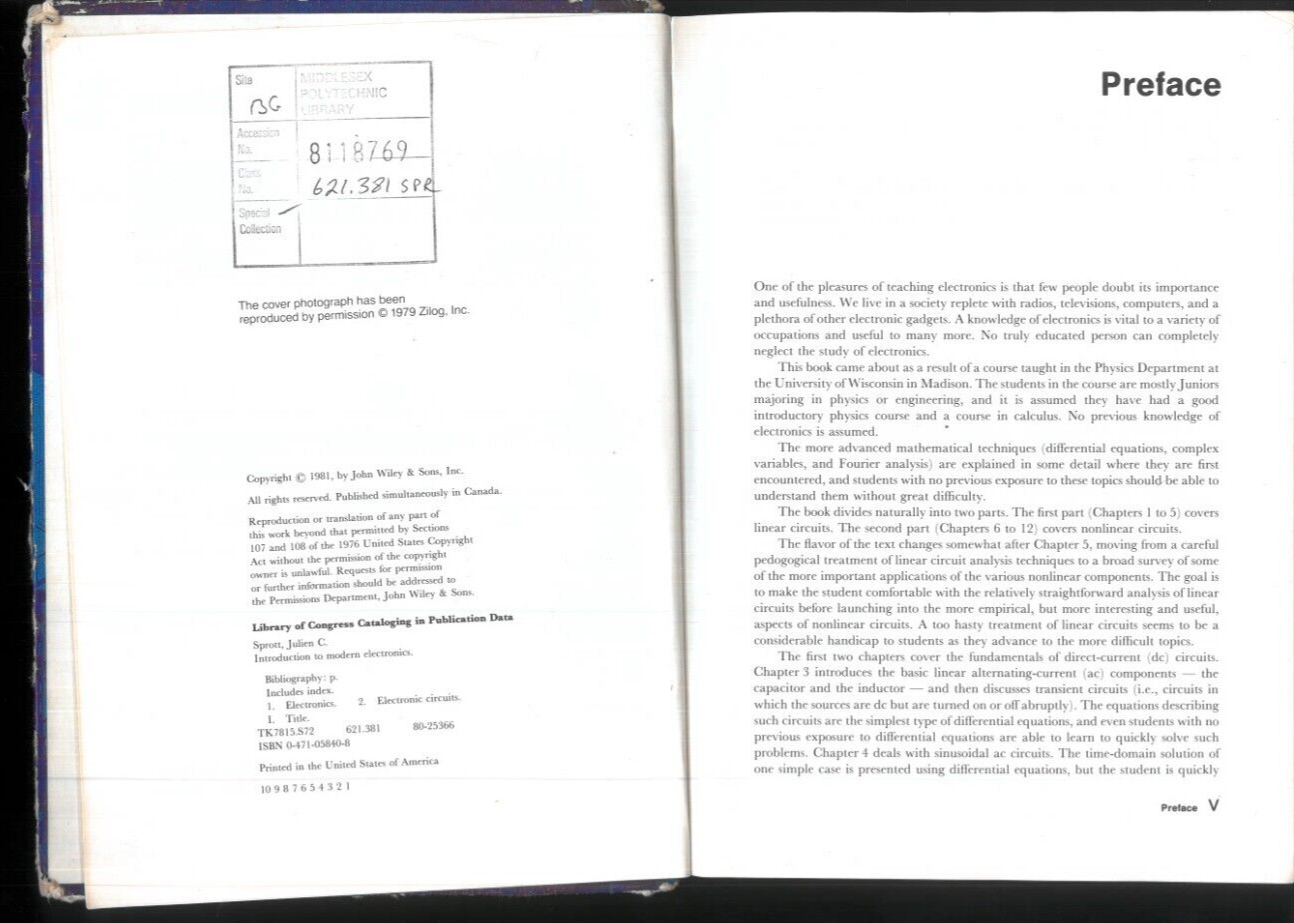 Site
BG
MIDDLESEX
POLYTECHNIC
LIBRARY
Accession
No.
8118769
Class
No.
621.381 SPR
Special
Collection
The cover photograph has been
reproduced by permission © 1979 Zilog, Inc.
Copyright © 1981, by John Wiley & Sons, Inc.
All rights reserved. Published simultaneously in Canada.
Reproduction or translation of any part of
this work beyond that permitted by Sections
107 and 108 of the 1976 United States Copyright
Act without the permission of the copyright
owner is unlawful. Requests for permission
or further information should be addressed to
the Permissions Department, John Wiley & Sons.
Library of Congress Cataloging in Publication Data
Sprott, Julien C.
Introduction to modern electronics.
Bibliography: p.
Includes index.
1. Electronics. 2. Electronic circuits.
I. Title.
TK7815.S72 621.381 80-25366
ISBN 0-471-05840-8
Printed in the United States of America
10 9 8 7 6 5 4 3 2 1
Preface
One of the pleasures of teaching electronics is that few people doubt its importance
and usefulness. We live in a society replete with radios, televisions, computers, and a
plethora of other electronic gadgets. A knowledge of electronics is vital to a variety of
occupations and useful to many more. No truly educated person can completely
neglect the study of electronics.
This book came about as a result of a course taught in the Physics Department at
the University of Wisconsin in Madison. The students in the course are mostly Juniors
majoring in physics or engineering, and it is assumed they have had a good
introductory physics course and a course in calculus. No previous knowledge of
electronics is assumed.
The more advanced mathematical techniques (differential equations, complex
variables, and Fourier analysis) are explained in some detail where they are first
encountered, and students with no previous exposure to these topics should be able to
understand them without great difficulty.
The book divides naturally into two parts. The first part (Chapters 1 to 5) covers
linear circuits. The second part (Chapters 6 to 12) covers nonlinear circuits.
The flavor of the text changes somewhat after Chapter 5, moving from a careful
pedogogical treatment of linear circuit analysis techniques to a broad survey of some
of the more important applications of the various nonlinear components. The goal is
to make the student comfortable with the relatively straightforward analysis of linear
circuits before launching into the more empirical, but more interesting and useful,
aspects of nonlinear circuits. A too hasty treatment of linear circuits seems to be a
considerable handicap to students as they advance to the more difficult topics.
The first two chapters cover the fundamentals of direct-current (dc) circuits.
Chapter 3 introduces the basic linear alternating-current (ac) components — the
capacitor and the inductor — and then discusses transient circuits (i.e., circuits in
which the sources are dc but are turned on or off abruptly). The equations describing
such circuits are the simplest type of differential equations, and even students with no
previous exposure to differential equations are able to learn to quickly solve such
problems. Chapter 4 deals with sinusoidal ac circuits. The time-domain solution of
one simple case is presented using differential equations, but the student is quickly
Preface V